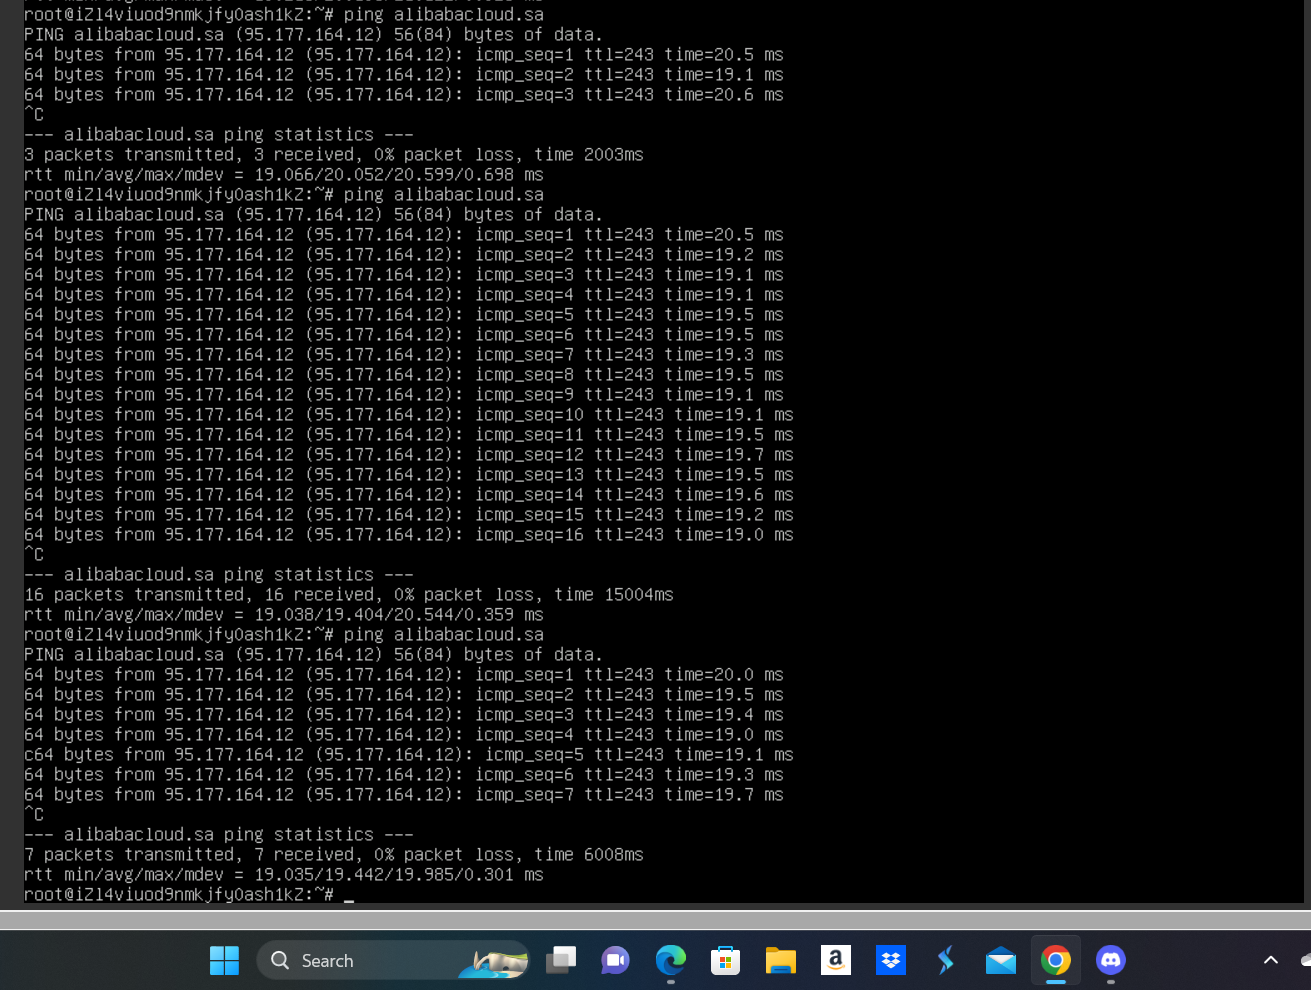 root@iZl4viuod9nmkjfy0ash1kZ:~# ping alibabacloud.sa
PING alibabacloud.sa (95.177.164.12) 56(84) bytes of data.
64 bytes from 95.177.164.12 (95.177.164.12): icmp_seq=1 ttl=243 time=20.5 ms
64 bytes from 95.177.164.12 (95.177.164.12): icmp_seq=2 ttl=243 time=19.1 ms
64 bytes from 95.177.164.12 (95.177.164.12): icmp_seq=3 ttl=243 time=20.6 ms
^C
--- alibabacloud.sa ping statistics ---
3 packets transmitted, 3 received, 0% packet loss, time 2003ms
rtt min/avg/max/mdev = 19.066/20.052/20.599/0.698 ms
root@iZl4viuod9nmkjfy0ash1kZ:~# ping alibabacloud.sa
PING alibabacloud.sa (95.177.164.12) 56(84) bytes of data.
64 bytes from 95.177.164.12 (95.177.164.12): icmp_seq=1 ttl=243 time=20.5 ms
64 bytes from 95.177.164.12 (95.177.164.12): icmp_seq=2 ttl=243 time=19.2 ms
64 bytes from 95.177.164.12 (95.177.164.12): icmp_seq=3 ttl=243 time=19.1 ms
64 bytes from 95.177.164.12 (95.177.164.12): icmp_seq=4 ttl=243 time=19.1 ms
64 bytes from 95.177.164.12 (95.177.164.12): icmp_seq=5 ttl=243 time=19.5 ms
64 bytes from 95.177.164.12 (95.177.164.12): icmp_seq=6 ttl=243 time=19.5 ms
64 bytes from 95.177.164.12 (95.177.164.12): icmp_seq=7 ttl=243 time=19.3 ms
64 bytes from 95.177.164.12 (95.177.164.12): icmp_seq=8 ttl=243 time=19.5 ms
64 bytes from 95.177.164.12 (95.177.164.12): icmp_seq=9 ttl=243 time=19.1 ms
64 bytes from 95.177.164.12 (95.177.164.12): icmp_seq=10 ttl=243 time=19.1 ms
64 bytes from 95.177.164.12 (95.177.164.12): icmp_seq=11 ttl=243 time=19.5 ms
64 bytes from 95.177.164.12 (95.177.164.12): icmp_seq=12 ttl=243 time=19.7 ms
64 bytes from 95.177.164.12 (95.177.164.12): icmp_seq=13 ttl=243 time=19.5 ms
64 bytes from 95.177.164.12 (95.177.164.12): icmp_seq=14 ttl=243 time=19.6 ms
64 bytes from 95.177.164.12 (95.177.164.12): icmp_seq=15 ttl=243 time=19.2 ms
64 bytes from 95.177.164.12 (95.177.164.12): icmp_seq=16 ttl=243 time=19.0 ms
^C
--- alibabacloud.sa ping statistics ---
16 packets transmitted, 16 received, 0% packet loss, time 15004ms
rtt min/avg/max/mdev = 19.038/19.404/20.544/0.359 ms
root@iZl4viuod9nmkjfy0ash1kZ:~# ping alibabacloud.sa
PING alibabacloud.sa (95.177.164.12) 56(84) bytes of data.
64 bytes from 95.177.164.12 (95.177.164.12): icmp_seq=1 ttl=243 time=20.0 ms
64 bytes from 95.177.164.12 (95.177.164.12): icmp_seq=2 ttl=243 time=19.5 ms
64 bytes from 95.177.164.12 (95.177.164.12): icmp_seq=3 ttl=243 time=19.4 ms
64 bytes from 95.177.164.12 (95.177.164.12): icmp_seq=4 ttl=243 time=19.0 ms
c64 bytes from 95.177.164.12 (95.177.164.12): icmp_seq=5 ttl=243 time=19.1 ms
64 bytes from 95.177.164.12 (95.177.164.12): icmp_seq=6 ttl=243 time=19.3 ms
64 bytes from 95.177.164.12 (95.177.164.12): icmp_seq=7 ttl=243 time=19.7 ms
^C
--- alibabacloud.sa ping statistics ---
7 packets transmitted, 7 received, 0% packet loss, time 6008ms
rtt min/avg/max/mdev = 19.035/19.442/19.985/0.301 ms
root@iZl4viuod9nmkjfy0ash1kZ:~# _
Search